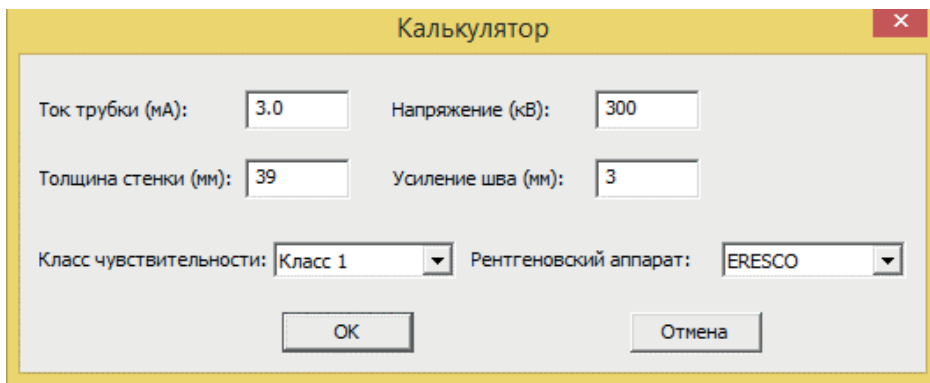 Калькулятор
Ток трубки (мА): 3.0 Напряжение (кВ): 300
Толщина стенки (мм): 39 Усиление шва (мм): 3
Класс чувствительности: Класс 1 Рентгеновский аппарат: ERESCO
OK Отмена